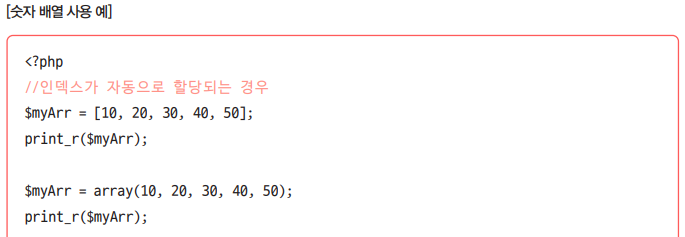 [숫자 배열 사용 예]
<?php
//인덱스가 자동으로 할당되는 경우
$myArr = [10, 20, 30, 40, 50];
print_r($myArr);
$myArr = array(10, 20, 30, 40, 50);
print_r($myArr);